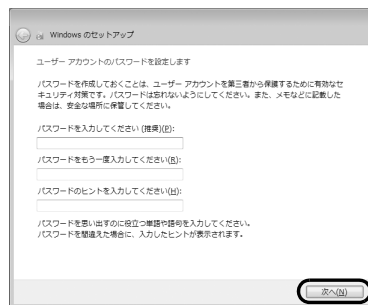 Windows のセットアップ
ユーザー アカウントのパスワードを設定します
パスワードを作成しておくことは、ユーザー アカウントを第三者から保護するために有効なセ
キュリティ対策です。パスワードは忘れないようにしてください。また、メモなどに記載した
場合は、安全な場所に保管してください。
パスワードを入力してください (推奨)(P):
パスワードをもう一度入力してください(R):
パスワードのヒントを入力してください(H):
パスワードを思い出すのに役立つ単語や語句を入力してください。
パスワードを間違えた場合に、入力したヒントが表示されます。
次へ(N)